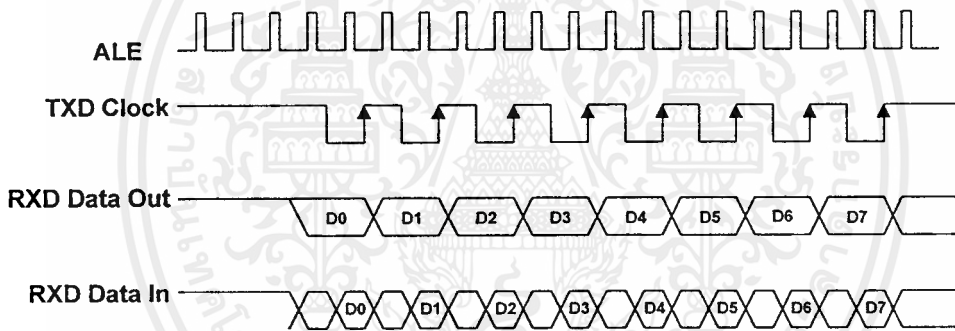 ALE
TXD Clock
RXD Data Out
D0 D1 D2 D3 D4 D5 D6 D7
RXD Data In
D0 D1 D2 D3 D4 D5 D6 D7